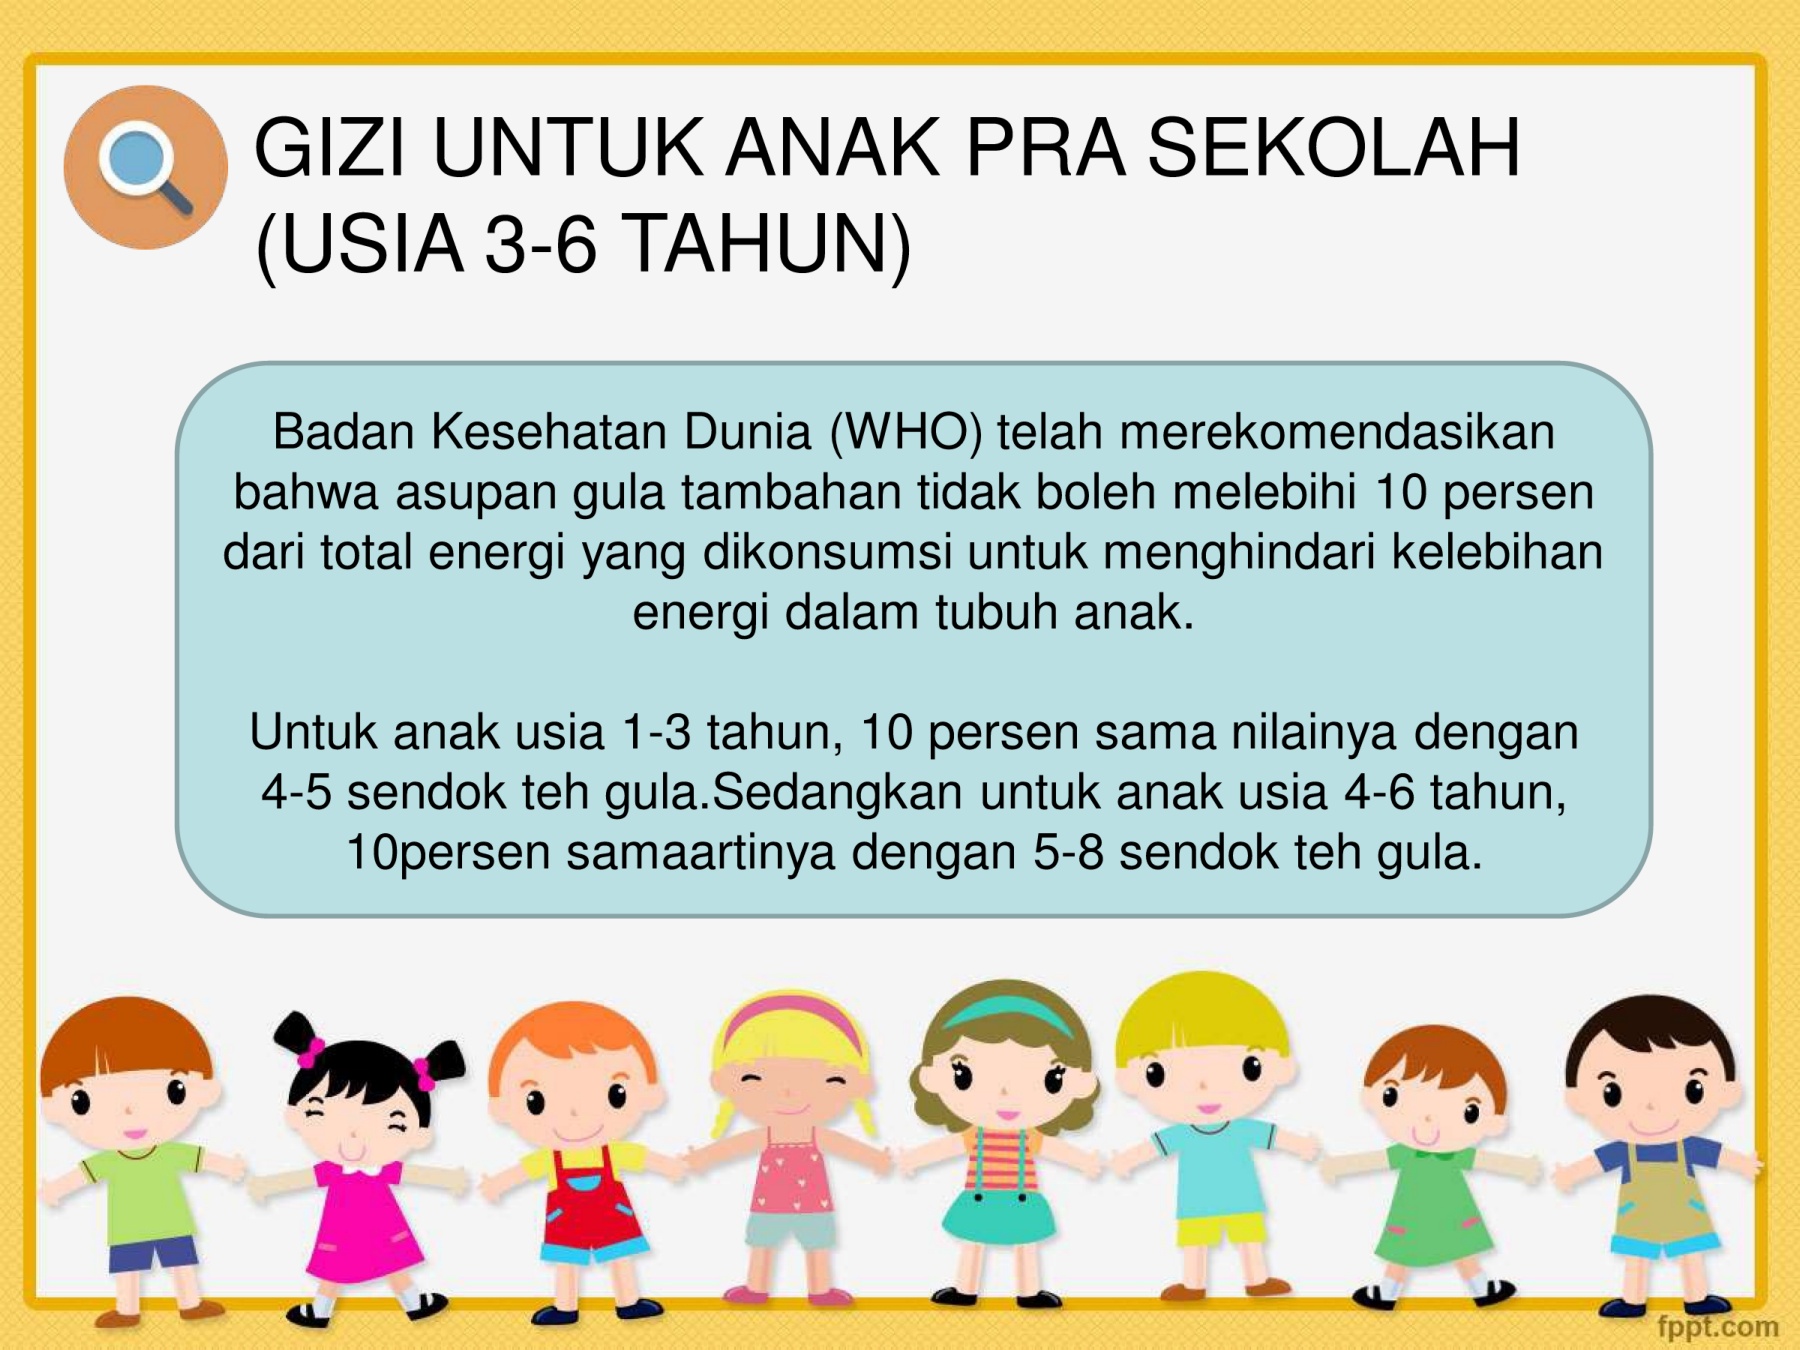 GIZI UNTUK ANAK PRA SEKOLAH
(USIA 3-6 TAHUN)
Badan Kesehatan Dunia (WHO) telah merekomendasikan
bahwa asupan gula tambahan tidak boleh melebihi 10 persen
dari total energi yang dikonsumsi untuk menghindari kelebihan
energi dalam tubuh anak.
Untuk anak usia 1-3 tahun, 10 persen sama nilainya dengan
4-5 sendok teh gula.Sedangkan untuk anak usia 4-6 tahun,
10persen samaartinya dengan 5-8 sendok teh gula.
fppt.com